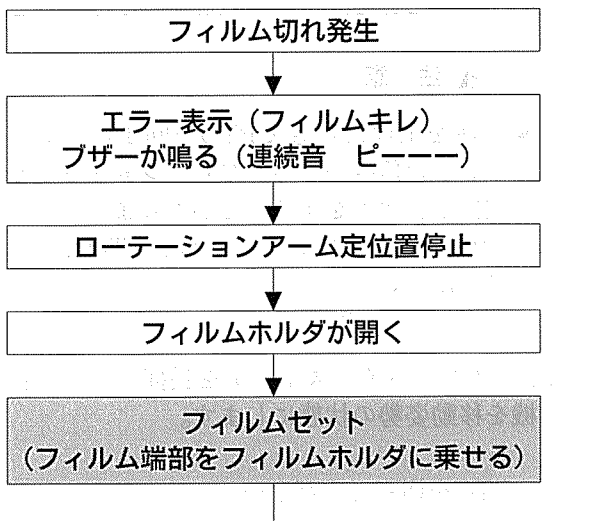 フィルム切れ発生
エラー表示（フィルムキレ）
ブザーが鳴る（連続音　ピーーー）
ローテーションアーム定位置停止
フィルムホルダが開く
フィルムセット
（フィルム端部をフィルムホルダに乗せる）